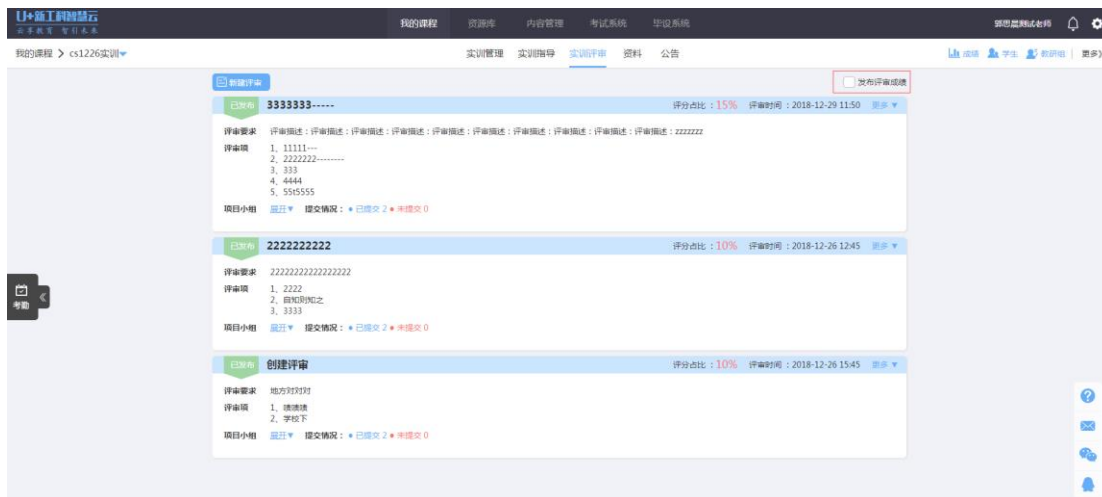 U+新工科智慧云
云享教育 智引未来
我的课程 资源库 内容管理 考试系统 毕设系统
郭思晨测试老师
我的课程 > cs1226实训
实训管理 实训指导 实训评审 资料 公告
成绩 学生 教研组 更多
新建评审
发布评审成绩
已发布 3333333-----
评分占比：15% 评审时间：2018-12-29 11:50 更多
评审要求 评审描述：评审描述：评审描述：评审描述：评审描述：评审描述：评审描述：评审描述：评审描述：评审描述：zzzzzzz
评审项 1、11111---
2、2222222--------
3、333
4、4444
5、55t5555
项目小组 展开 提交情况：已提交 2 未提交 0
已发布 2222222222
评分占比：10% 评审时间：2018-12-26 12:45 更多
评审要求 22222222222222222
评审项 1、2222
2、自知则知之
3、3333
项目小组 展开 提交情况：已提交 2 未提交 0
考勤
已发布 创建评审
评分占比：10% 评审时间：2018-12-26 15:45 更多
评审要求 地方对对对
评审项 1、啧啧啧
2、学校下
项目小组 展开 提交情况：已提交 2 未提交 0